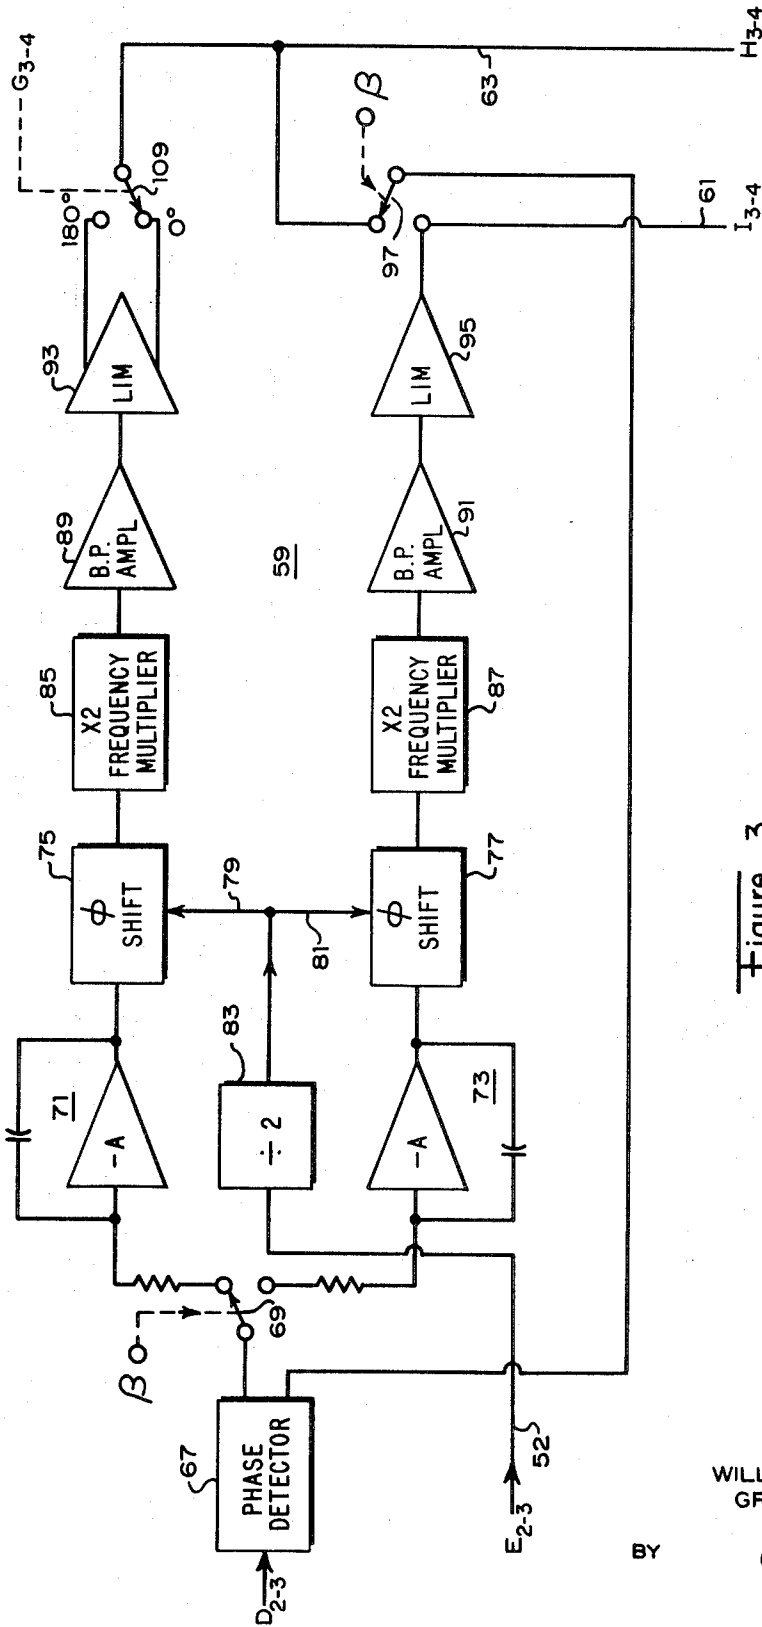 D2-3
PHASE
DETECTOR
67
β
69
E2-3
52
71
-A
73
-A
83
÷ 2
75
Φ
SHIFT
77
Φ
SHIFT
79
81
85
X2
FREQUENCY
MULTIPLIER
87
X2
FREQUENCY
MULTIPLIER
59
89
B.P.
AMPL
91
B.P.
AMPL
93
LIM
95
LIM
180°
0°
109
G3-4
97
β
63
61
H3-4
I3-4
Figure 3
WILL
GF
BY